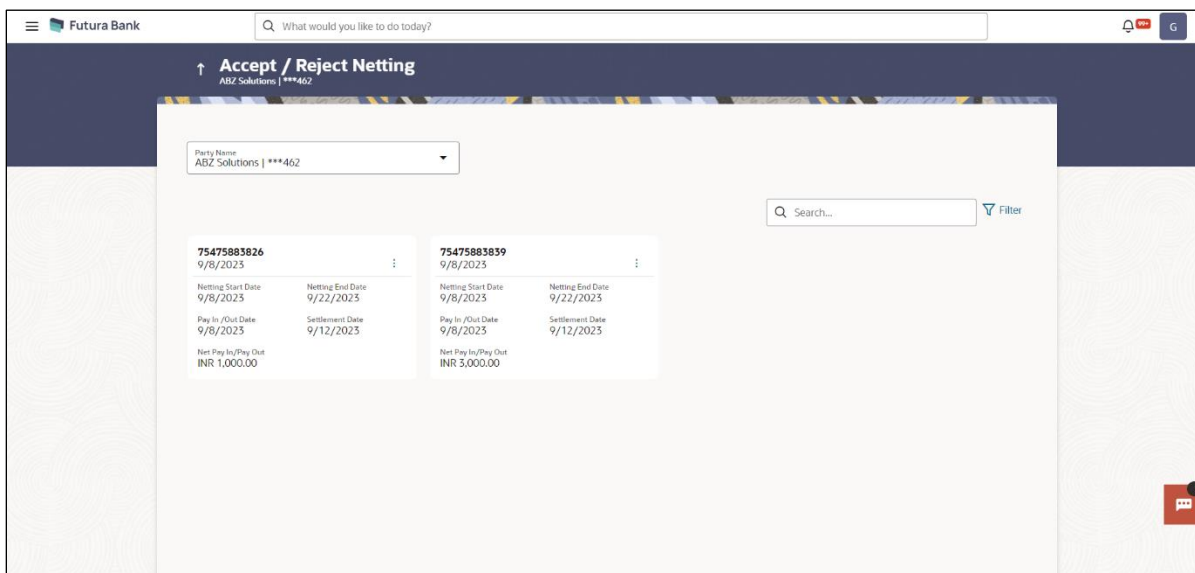 Futura Bank
What would you like to do today?
99+
G
Accept / Reject Netting
ABZ Solutions | ***462
Party Name
ABZ Solutions | ***462
Search...
Filter
75475883826
9/8/2023
Netting Start Date Netting End Date
9/8/2023 9/22/2023
Pay In /Out Date Settlement Date
9/8/2023 9/12/2023
Net Pay In/Pay Out
INR 1,000.00
75475883839
9/8/2023
Netting Start Date Netting End Date
9/8/2023 9/22/2023
Pay In /Out Date Settlement Date
9/8/2023 9/12/2023
Net Pay In/Pay Out
INR 3,000.00